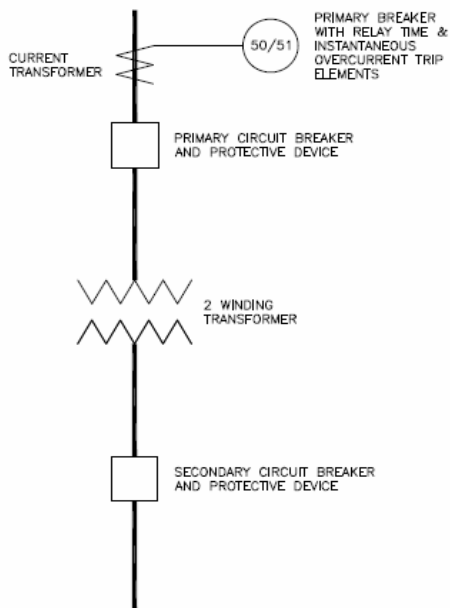 PRIMARY BREAKER
WITH RELAY TIME &
INSTANTANEOUS
OVERCURRENT TRIP
ELEMENTS
50/51
CURRENT
TRANSFORMER
PRIMARY CIRCUIT BREAKER
AND PROTECTIVE DEVICE
2 WINDING
TRANSFORMER
SECONDARY CIRCUIT BREAKER
AND PROTECTIVE DEVICE